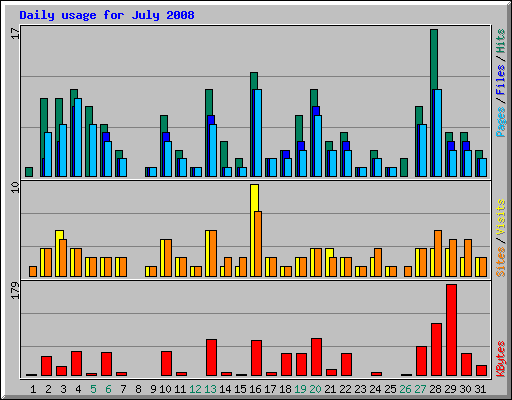 Daily usage for July 2008
17
Pages / Files / Hits
10
Sites / Visits
179
KBytes
1 2 3 4 5 6 7 8 9 10 11 12 13 14 15 16 17 18 19 20 21 22 23 24 25 26 27 28 29 30 31